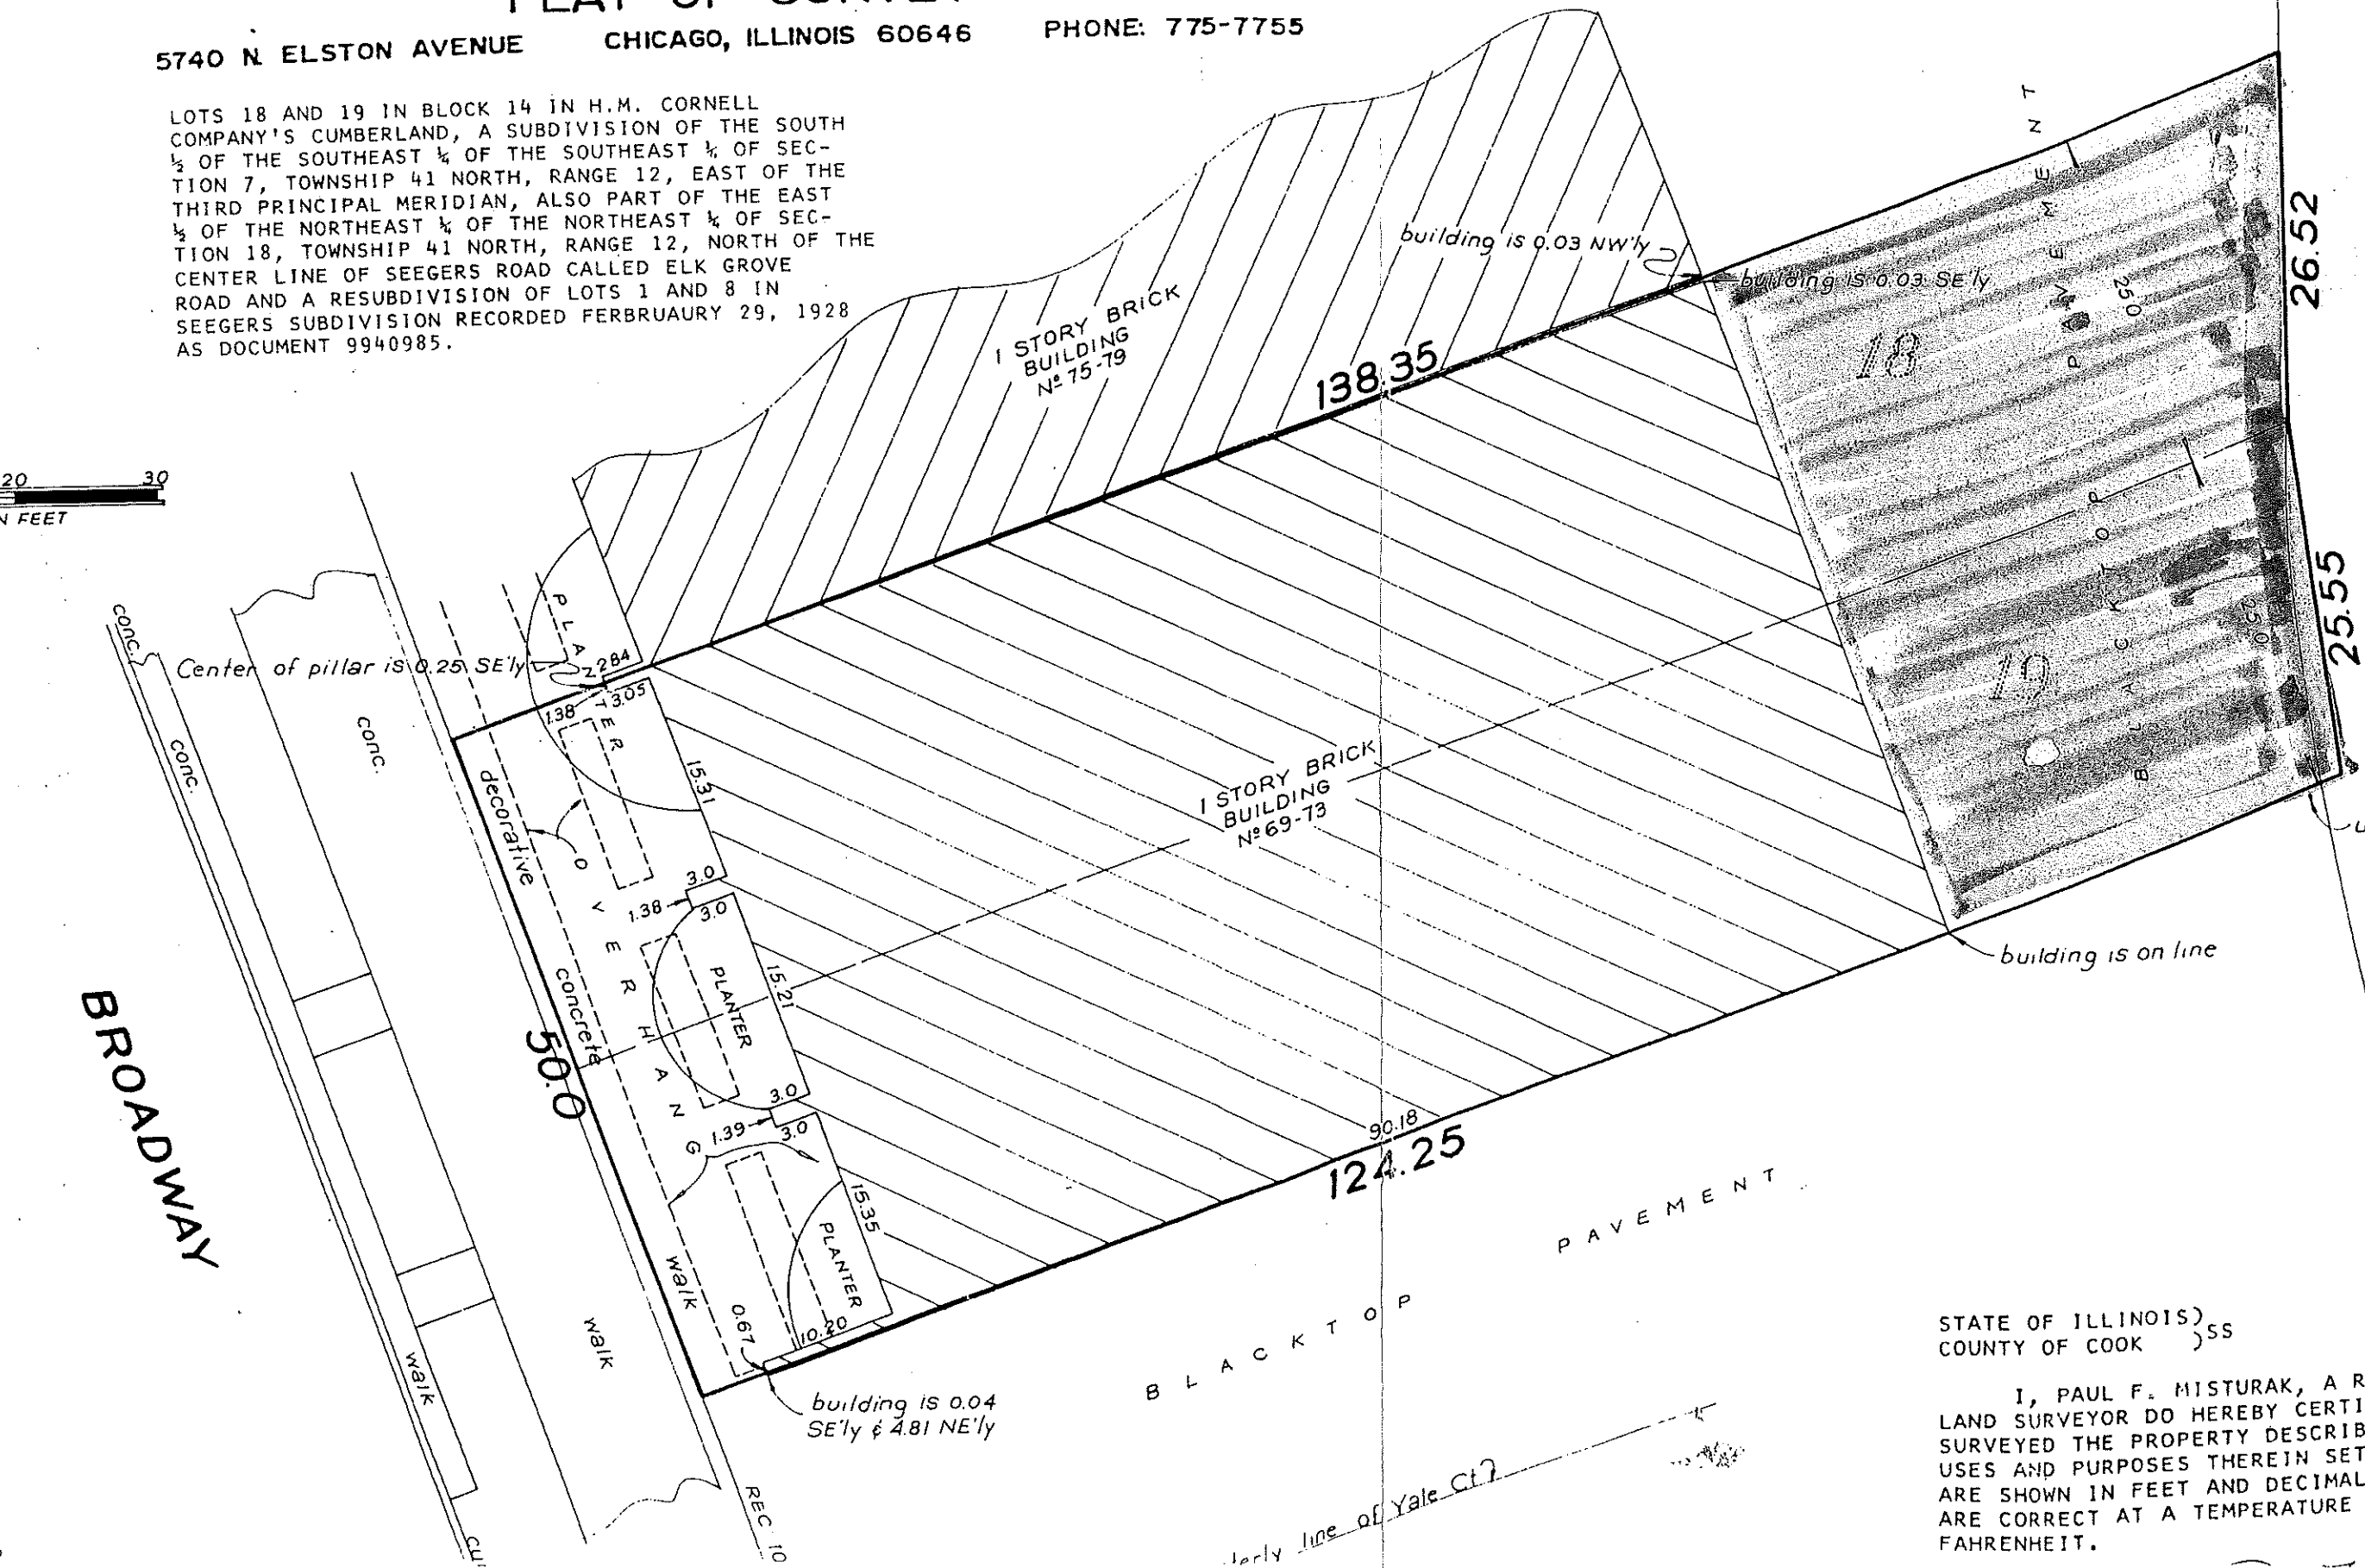 5740 N. ELSTON AVENUE CHICAGO, ILLINOIS 60646 PHONE: 775-7755
LOTS 18 AND 19 IN BLOCK 14 IN H.M. CORNELL
COMPANY'S CUMBERLAND, A SUBDIVISION OF THE SOUTH
½ OF THE SOUTHEAST ¼ OF THE SOUTHEAST ¼ OF SEC-
TION 7, TOWNSHIP 41 NORTH, RANGE 12, EAST OF THE
THIRD PRINCIPAL MERIDIAN, ALSO PART OF THE EAST
½ OF THE NORTHEAST ¼ OF THE NORTHEAST ¼ OF SEC-
TION 18, TOWNSHIP 41 NORTH, RANGE 12, NORTH OF THE
CENTER LINE OF SEEGERS ROAD CALLED ELK GROVE
ROAD AND A RESUBDIVISION OF LOTS 1 AND 8 IN
SEEGERS SUBDIVISION RECORDED FERBRUAURY 29, 1928
AS DOCUMENT 9940985.
20 30
FEET
building is 0.03 NW'ly
building is 0.03 SE'ly
1 STORY BRICK
BUILDING
Nº 75-79
138.35
18
PAVEMENT
250
26.52
25.55
250
19
BLACKTOP
Center of pillar is 0.25 SE'ly
PLANTER
284
3.05
1.38
15.31
conc.
conc.
conc.
decorative
concrete
walk
OVERHANG
3.0
1.38
3.0
PLANTER
15.21
3.0
1.39
3.0
PLANTER
15.35
0.67
10.20
50.0
BROADWAY
1 STORY BRICK
BUILDING
Nº 69-73
building is on line
90.18
124.25
BLACKTOP PAVEMENT
building is 0.04
SE'ly & 4.81 NE'ly
walk
walk
REC 10
line of Yale Ct
STATE OF ILLINOIS)
COUNTY OF COOK )SS
I, PAUL F. MISTURAK, A R
LAND SURVEYOR DO HEREBY CERTI
SURVEYED THE PROPERTY DESCRIB
USES AND PURPOSES THEREIN SET
ARE SHOWN IN FEET AND DECIMAL
ARE CORRECT AT A TEMPERATURE
FAHRENHEIT.